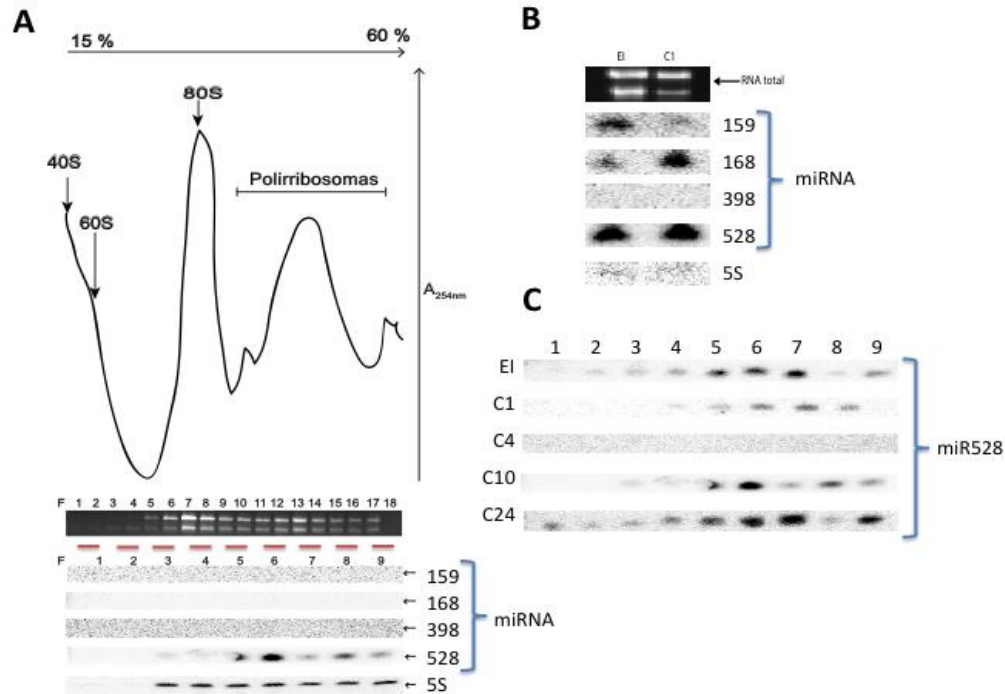 A
15 %
60 %
80S
40S
60S
Polirribosomas
A254nm
F 1 2 3 4 5 6 7 8 9 10 11 12 13 14 15 16 17 18
F 1 2 3 4 5 6 7 8 9
159
168
398
528
5S
miRNA
B
EI C1
RNA total
159
168
398
528
5S
miRNA
C
1 2 3 4 5 6 7 8 9
EI
C1
C4
C10
C24
miR528